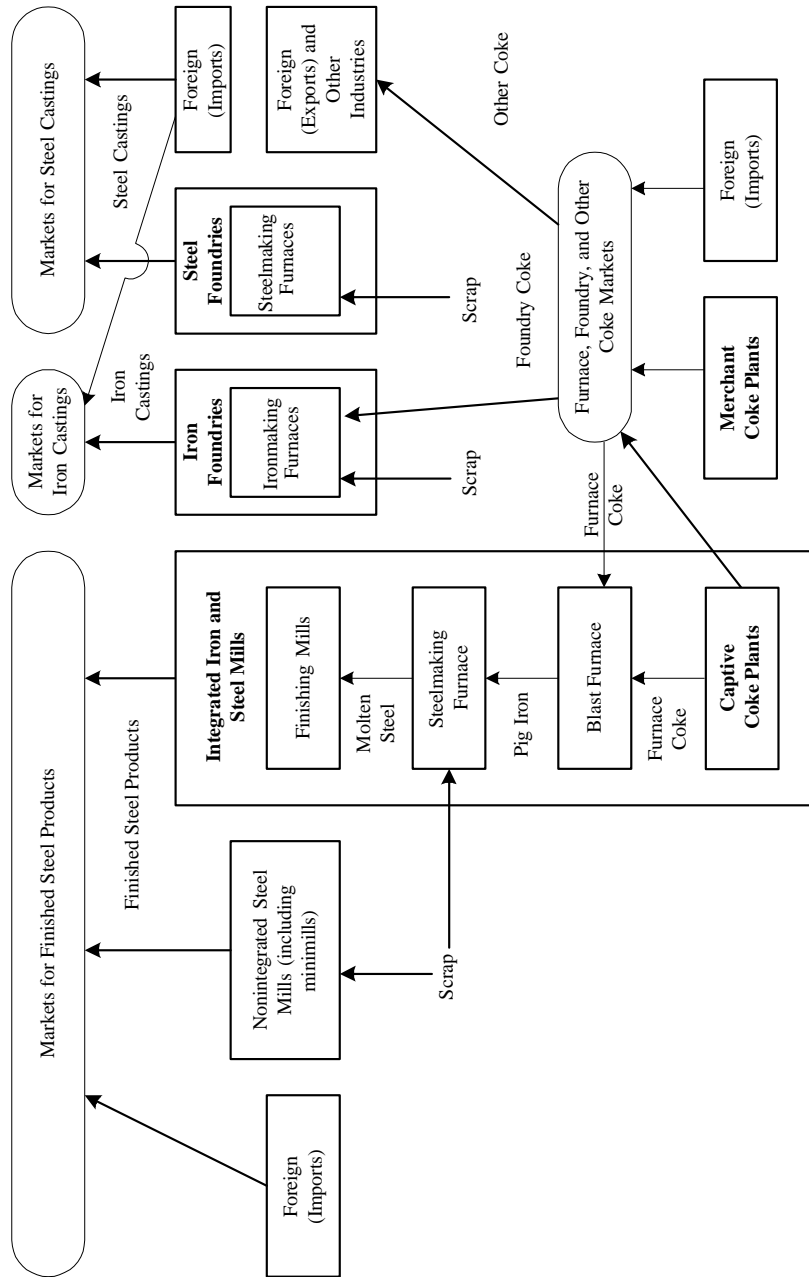 Markets for Finished Steel Products
Markets for
Iron Castings
Markets for Steel Castings
Finished Steel Products
Iron
Castings
Steel Castings
Foreign
(Imports)
Nonintegrated Steel
Mills (including
minimills)
Scrap
Integrated Iron and
Steel Mills
Finishing Mills
Molten
Steel
Steelmaking
Furnace
Pig Iron
Blast Furnace
Furnace
Coke
Captive
Coke Plants
Iron
Foundries
Ironmaking
Furnaces
Scrap
Steel
Foundries
Steelmaking
Furnaces
Scrap
Foreign
(Imports)
Foreign
(Exports) and
Other
Industries
Furnace
Coke
Foundry Coke
Other Coke
Furnace, Foundry, and Other
Coke Markets
Merchant
Coke Plants
Foreign
(Imports)